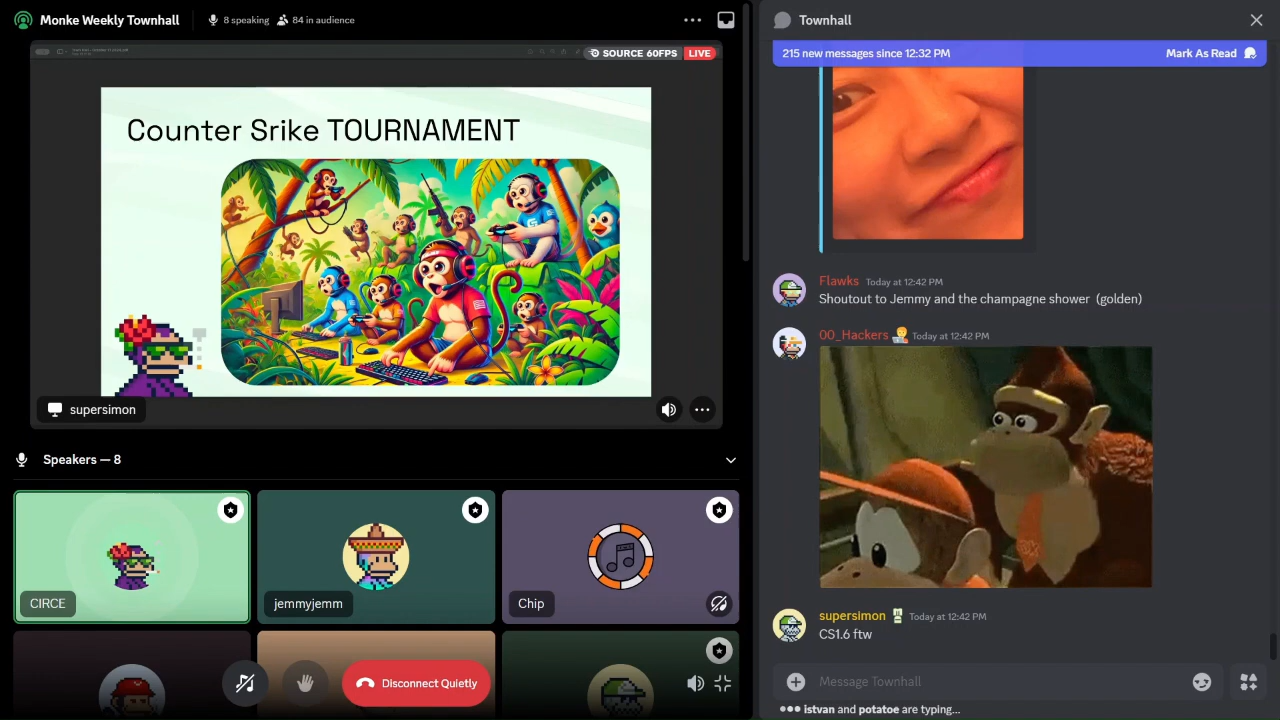 Monke Weekly Townhall
8 speaking
84 in audience
SOURCE 60FPS
LIVE
Counter Srike TOURNAMENT
supersimon
Speakers — 8
CIRCE
jemmyjemm
Chip
Disconnect Quietly
Townhall
215 new messages since 12:32 PM
Mark As Read
Flawks Today at 12:42 PM
Shoutout to Jemmy and the champagne shower (golden)
00_Hackers Today at 12:42 PM
supersimon Today at 12:42 PM
CS1.6 ftw
Message Townhall
istvan and potatoe are typing...